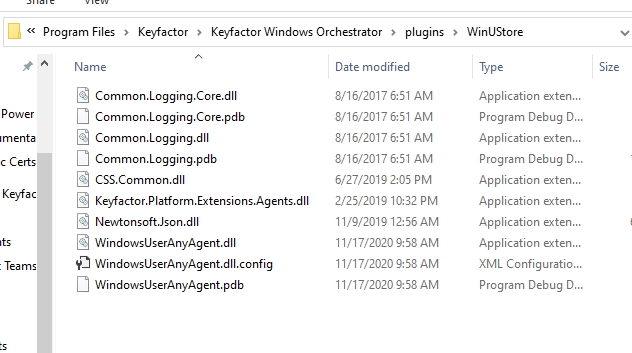 « Program Files > Keyfactor > Keyfactor Windows Orchestrator > plugins > WinUStore
Name Date modified Type Size
Common.Logging.Core.dll 8/16/2017 6:51 AM Application exten...
Power Common.Logging.Core.pdb 8/16/2017 6:51 AM Program Debug D...
umenta Common.Logging.dll 8/16/2017 6:51 AM Application exten...
c Certs Common.Logging.pdb 8/16/2017 6:51 AM Program Debug D...
CSS.Common.dll 6/27/2019 2:05 PM Application exten...
Keyfacto Keyfactor.Platform.Extensions.Agents.dll 2/25/2019 10:32 PM Application exten...
Newtonsoft.Json.dll 11/9/2019 12:56 AM Application exten...
nts WindowsUserAnyAgent.dll 11/17/2020 9:58 AM Application exten...
t Teams WindowsUserAnyAgent.dll.config 11/17/2020 9:58 AM XML Configuratio...
WindowsUserAnyAgent.pdb 11/17/2020 9:58 AM Program Debug D...
ts